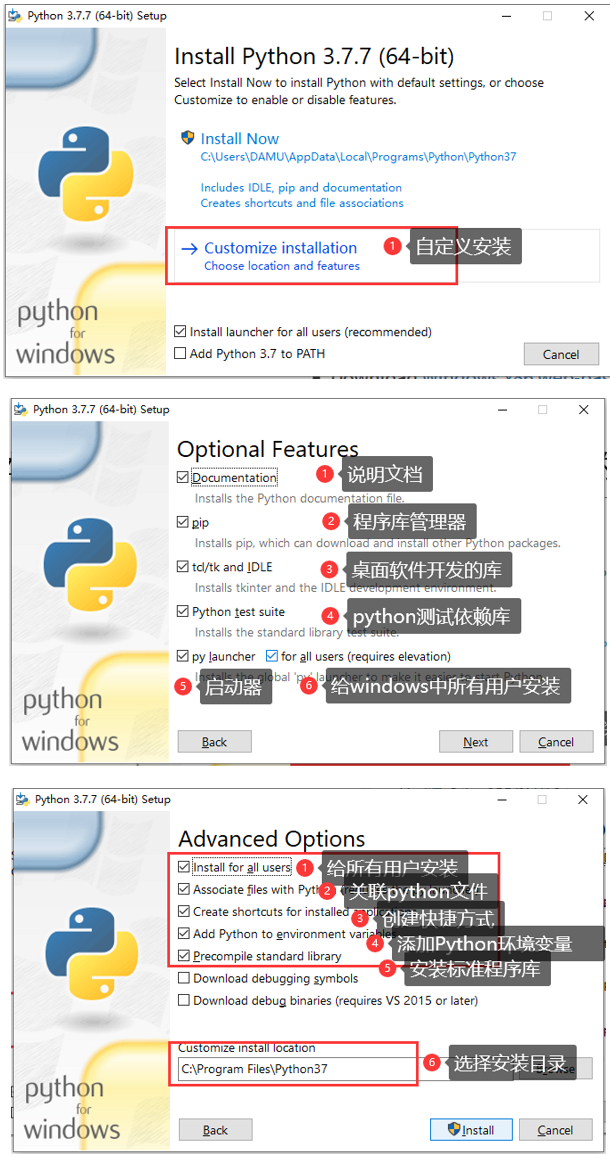 Python 3.7.7 (64-bit) Setup
Install Python 3.7.7 (64-bit)
Select Install Now to install Python with default settings, or choose
Customize to enable or disable features.
Install Now
C:\Users\DAMU\AppData\Local\Programs\Python\Python37
Includes IDLE, pip and documentation
Creates shortcuts and file associations
Customize installation
1 自定义安装
Choose location and features
Install launcher for all users (recommended)
Add Python 3.7 to PATH
Cancel
python
for
windows
Python 3.7.7 (64-bit) Setup
Optional Features
Documentation
1 说明文档
Installs the Python documentation file.
pip
2 程序库管理器
Installs pip, which can download and install other Python packages.
tcl/tk and IDLE
3 桌面软件开发的库
Installs tkinter and the IDLE development environment.
Python test suite
4 python测试依赖库
Installs the standard library test suite.
py launcher for all users (requires elevation)
Installs the global 'py' launcher to make it easier to start Python.
5 启动器
6 给windows中所有用户安装
Back
Next
Cancel
python
for
windows
Python 3.7.7 (64-bit) Setup
Advanced Options
Install for all users
1 给所有用户安装
Associate files with
2 关联python文件
Create shortcuts for installed
3 创建快捷方式
Add Python to environment variables
4 添加Python环境变量
Precompile standard library
5 安装标准程序库
Download debugging symbols
Download debug binaries (requires VS 2015 or later)
Customize install location
C:\Program Files\Python37
6 选择安装目录
Back
Install
Cancel
python
for
windows